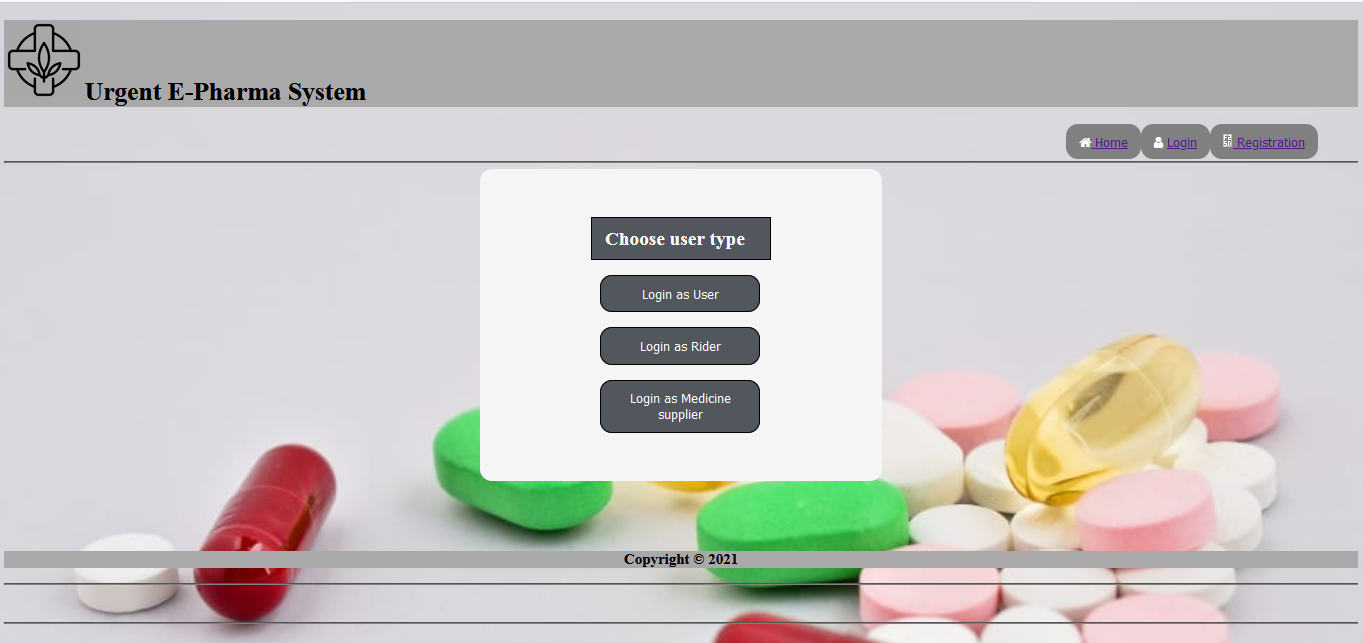 Urgent E-Pharma System
Home Login Registration
Choose user type
Login as User
Login as Rider
Login as Medicine
supplier
Copyright © 2021